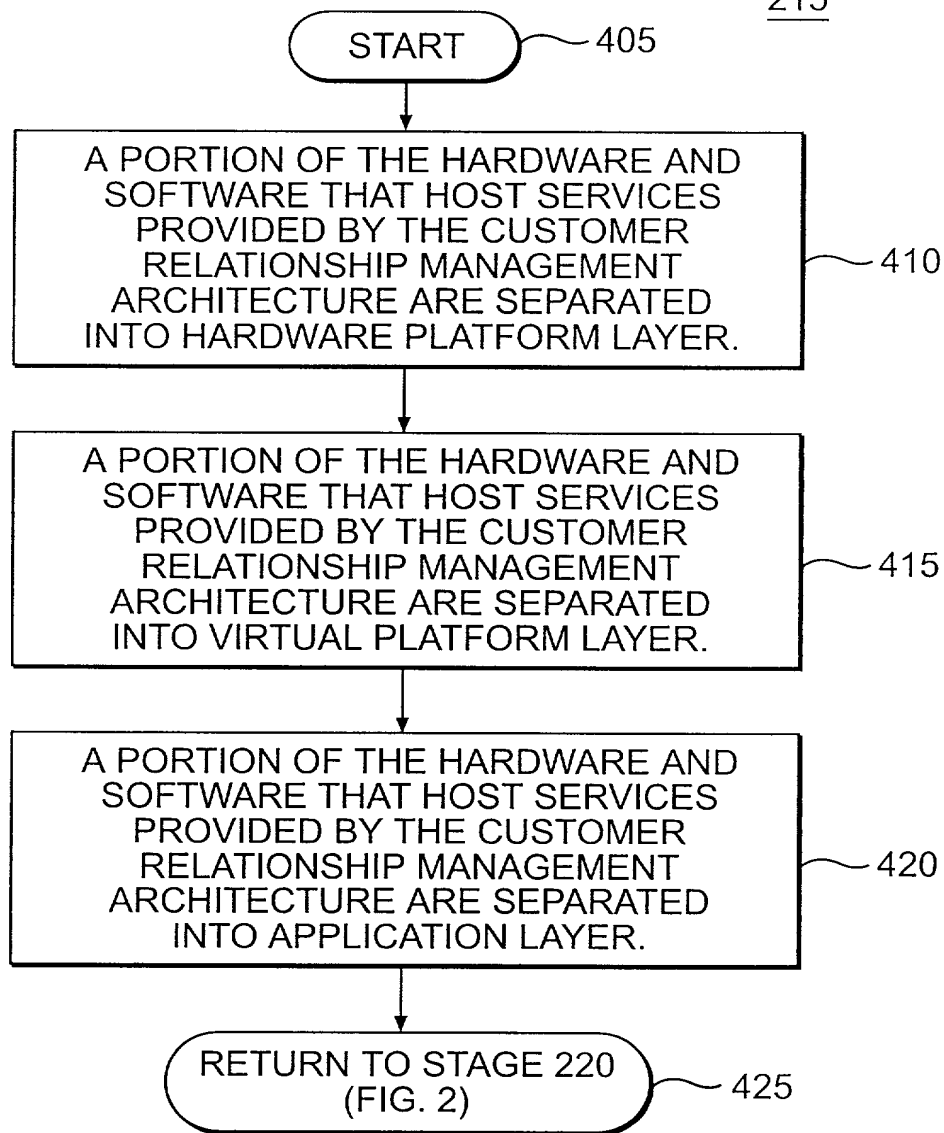 215
START
405
A PORTION OF THE HARDWARE AND
SOFTWARE THAT HOST SERVICES
PROVIDED BY THE CUSTOMER
RELATIONSHIP MANAGEMENT
ARCHITECTURE ARE SEPARATED
INTO HARDWARE PLATFORM LAYER.
410
A PORTION OF THE HARDWARE AND
SOFTWARE THAT HOST SERVICES
PROVIDED BY THE CUSTOMER
RELATIONSHIP MANAGEMENT
ARCHITECTURE ARE SEPARATED
INTO VIRTUAL PLATFORM LAYER.
415
A PORTION OF THE HARDWARE AND
SOFTWARE THAT HOST SERVICES
PROVIDED BY THE CUSTOMER
RELATIONSHIP MANAGEMENT
ARCHITECTURE ARE SEPARATED
INTO APPLICATION LAYER.
420
RETURN TO STAGE 220
(FIG. 2)
425